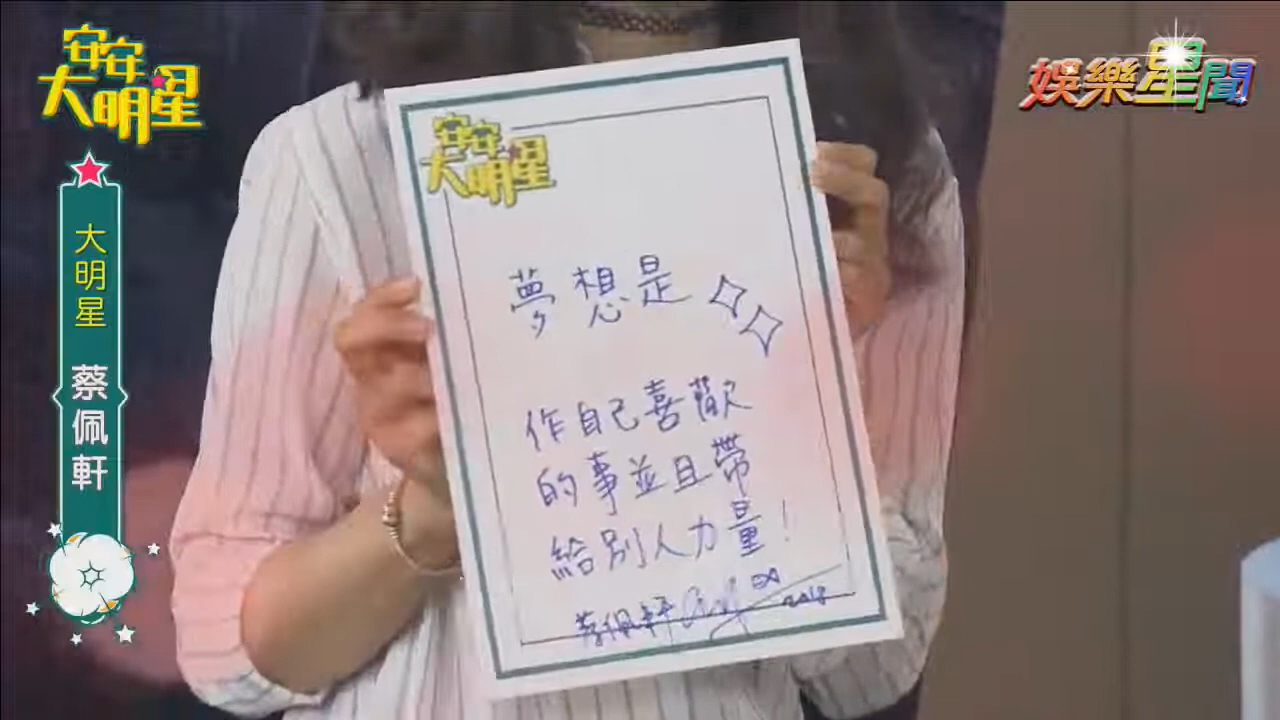 安安
大明星
大明星
蔡佩軒
娛樂星聞
安安
大明星
夢想是
作自己喜歡
的事並且帶
給別人力量！
蔡佩軒 2018